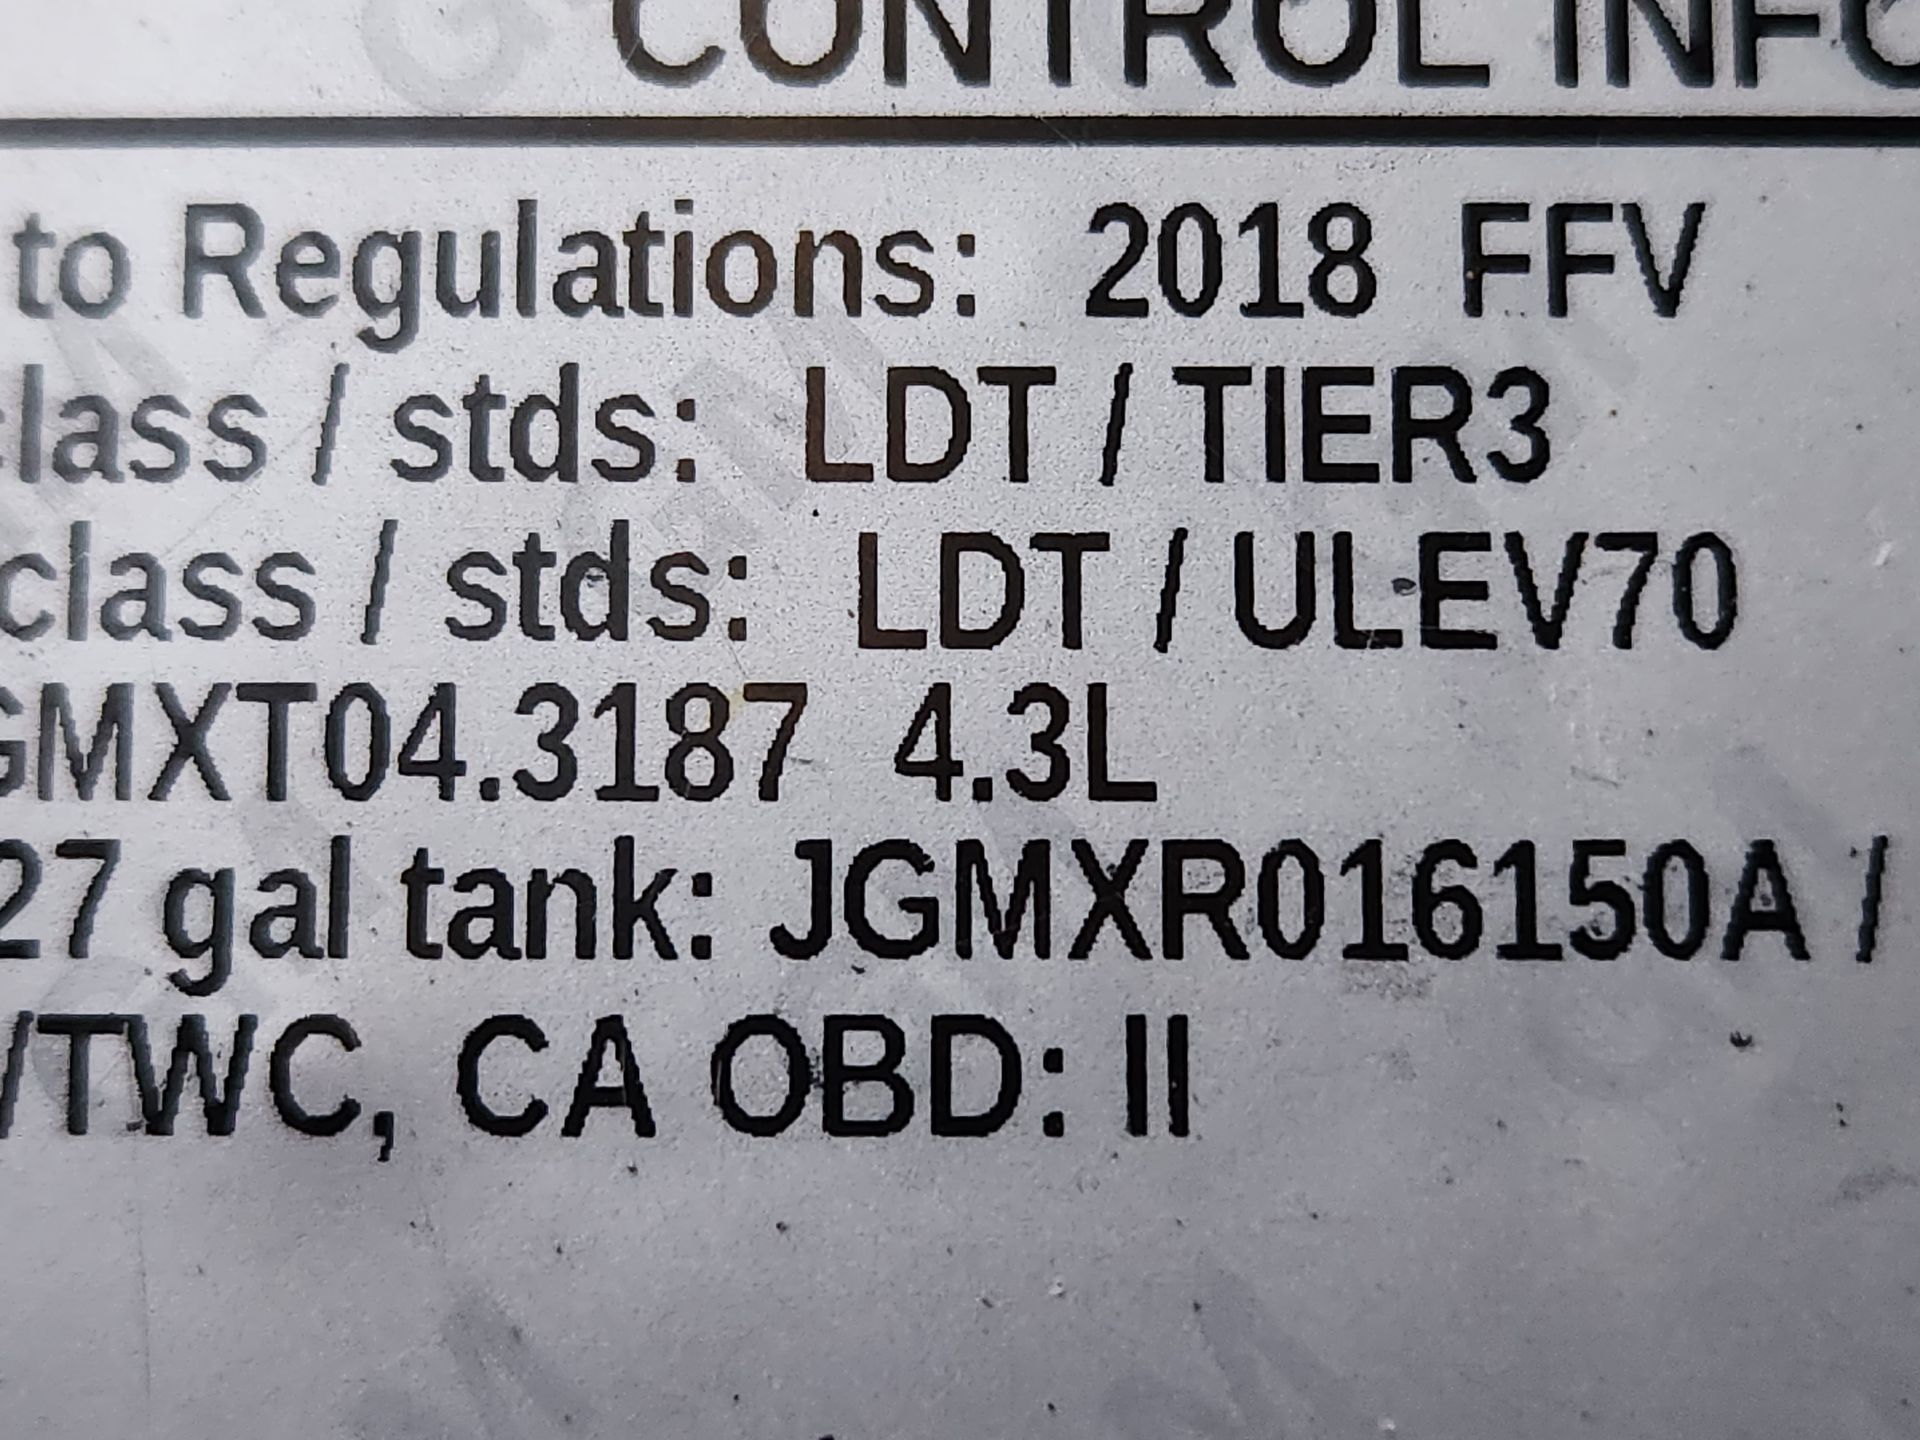 CONTROL INFO
to Regulations: 2018 FFV
class / stds: LDT / TIER3
class / stds: LDT / ULEV70
GMXT04.3187 4.3L
27 gal tank: JGMXR016150A /
/TWC, CA OBD: II